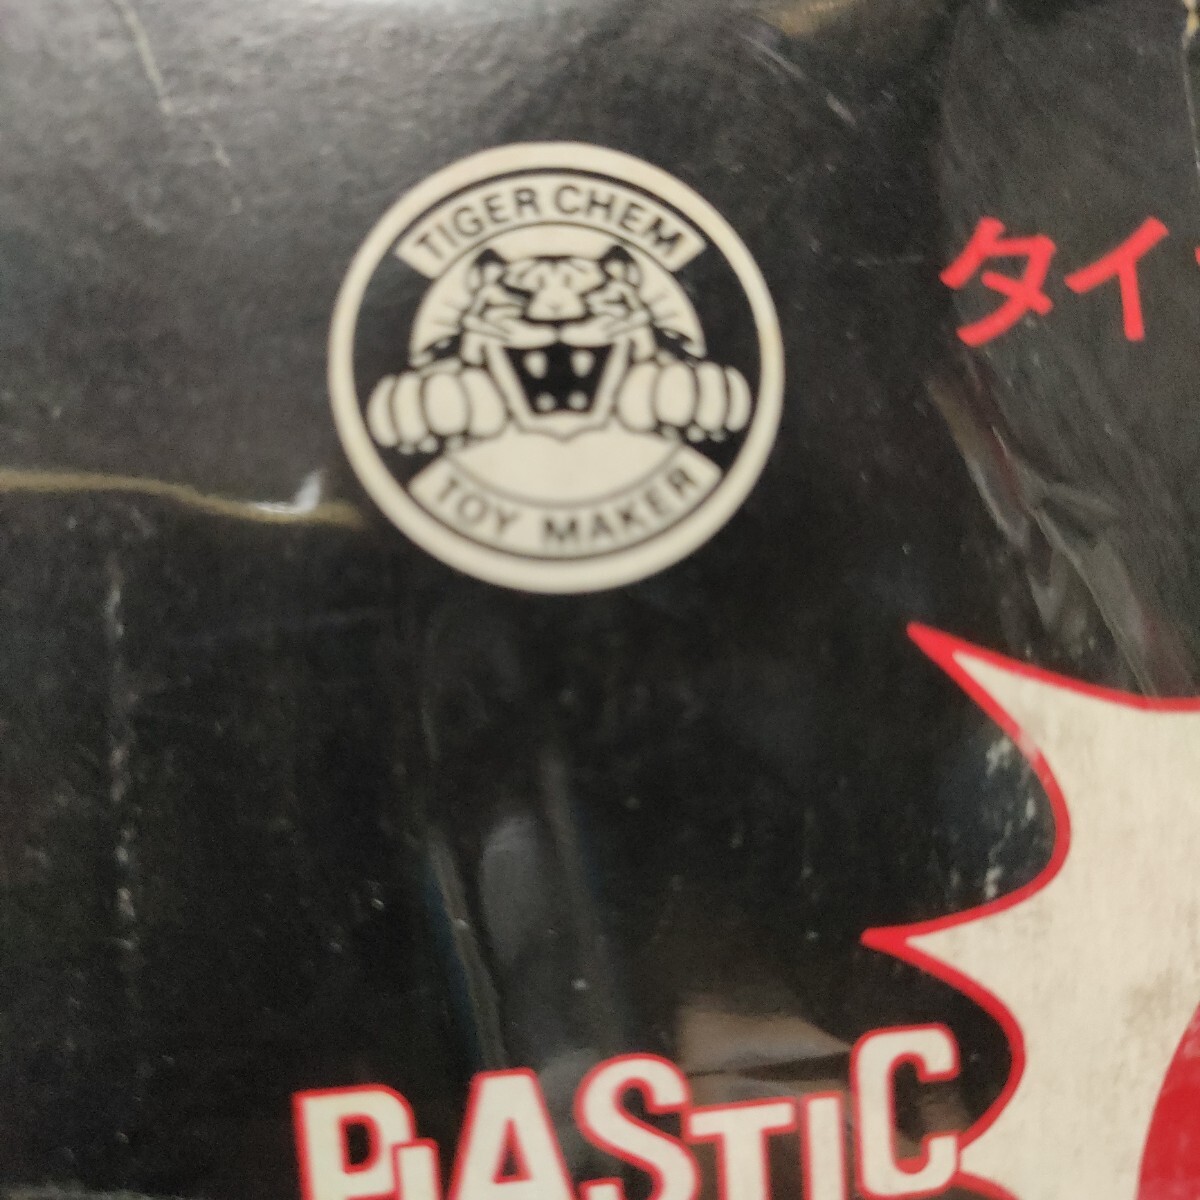 TIGER CHEM
TOY MAKER
タイ
PLASTIC